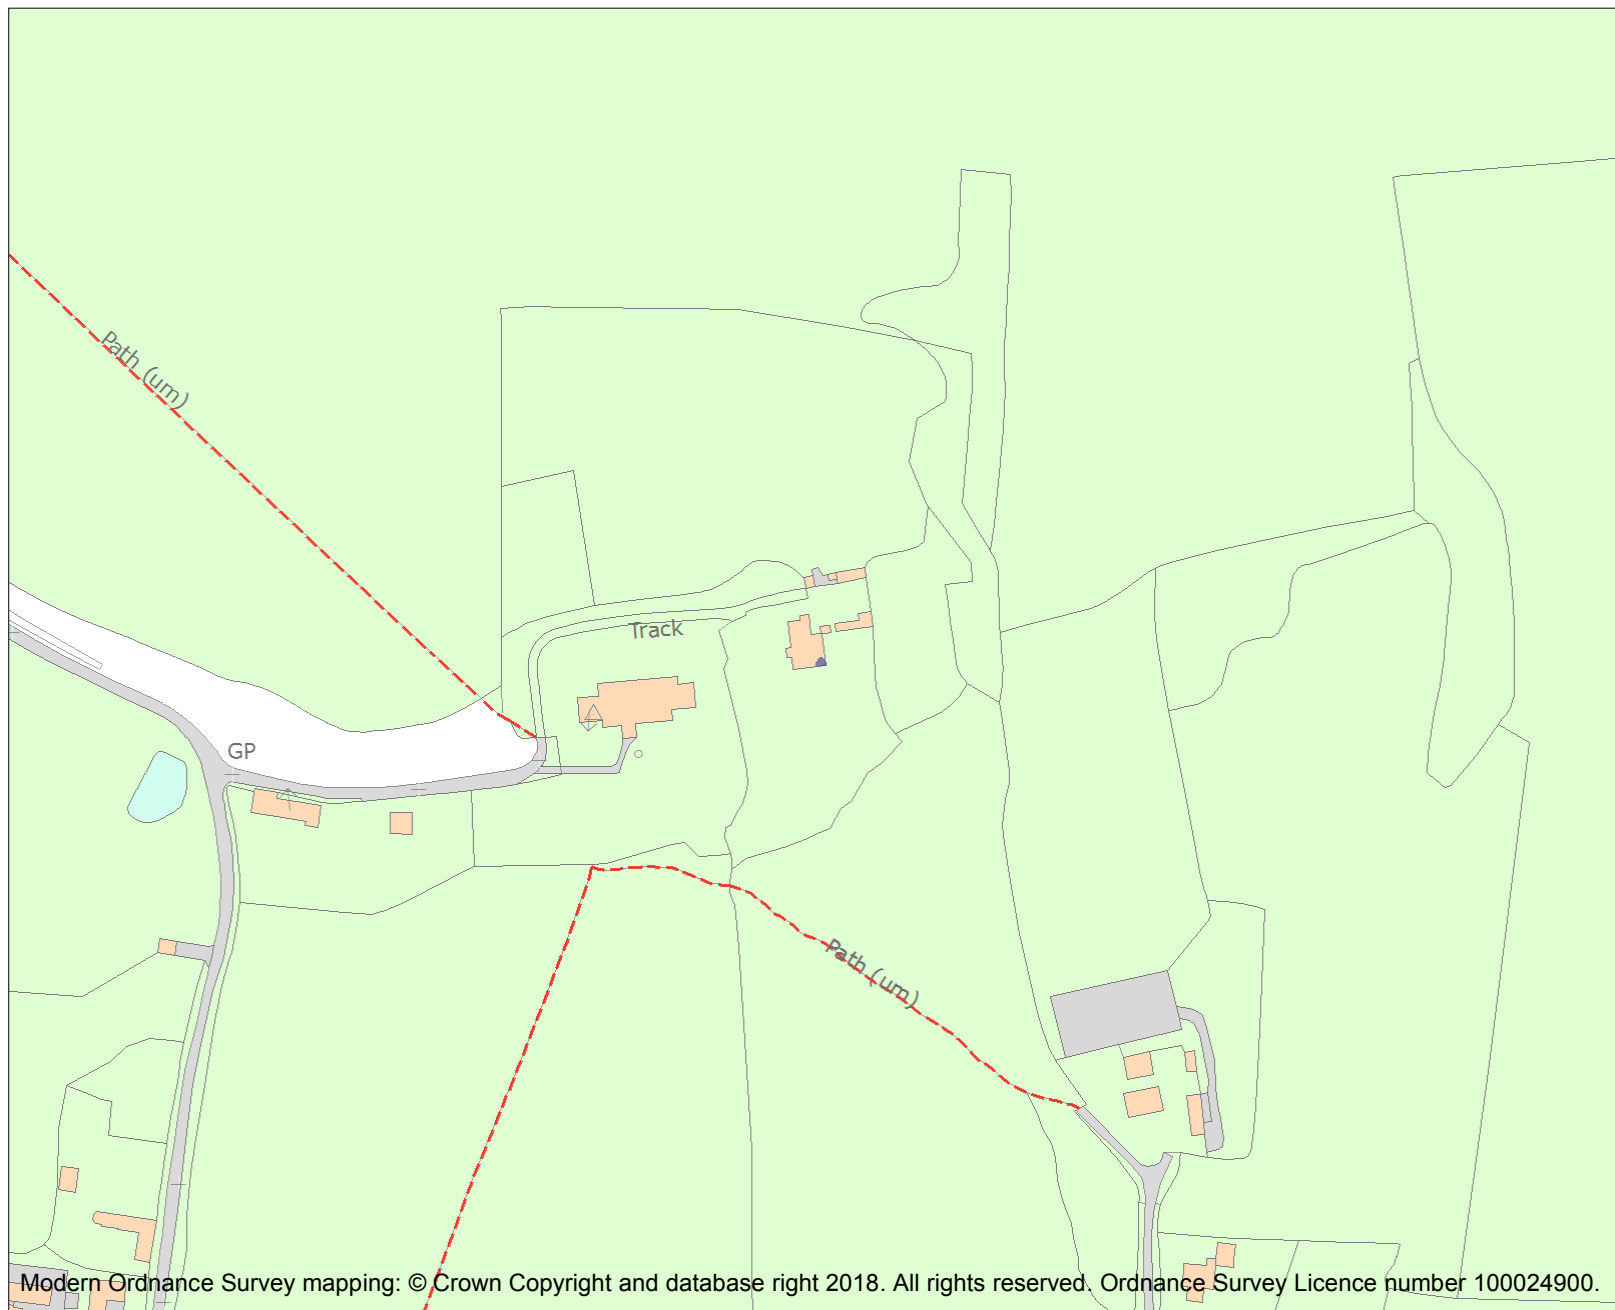 Path (um)
Track
GP
Path (um)
Modern Ordnance Survey mapping: © Crown Copyright and database right 2018. All rights reserved. Ordnance Survey Licence number 100024900.